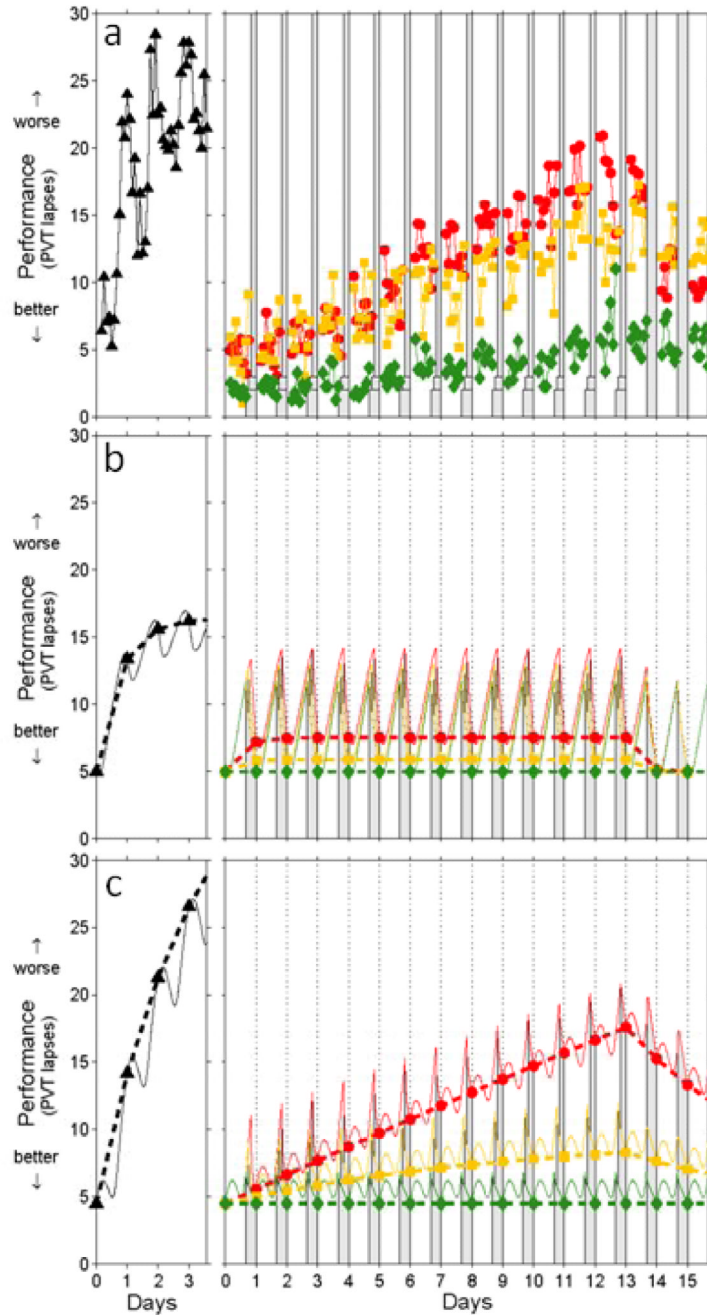 a
30
25
20
15
10
5
0
↑
worse
Performance
(PVT lapses)
better
↓
b
30
25
20
15
10
5
0
↑
worse
Performance
(PVT lapses)
better
↓
c
30
25
20
15
10
5
0
↑
worse
Performance
(PVT lapses)
better
↓
0 1 2 3 0 1 2 3 4 5 6 7 8 9 10 11 12 13 14 15
Days Days